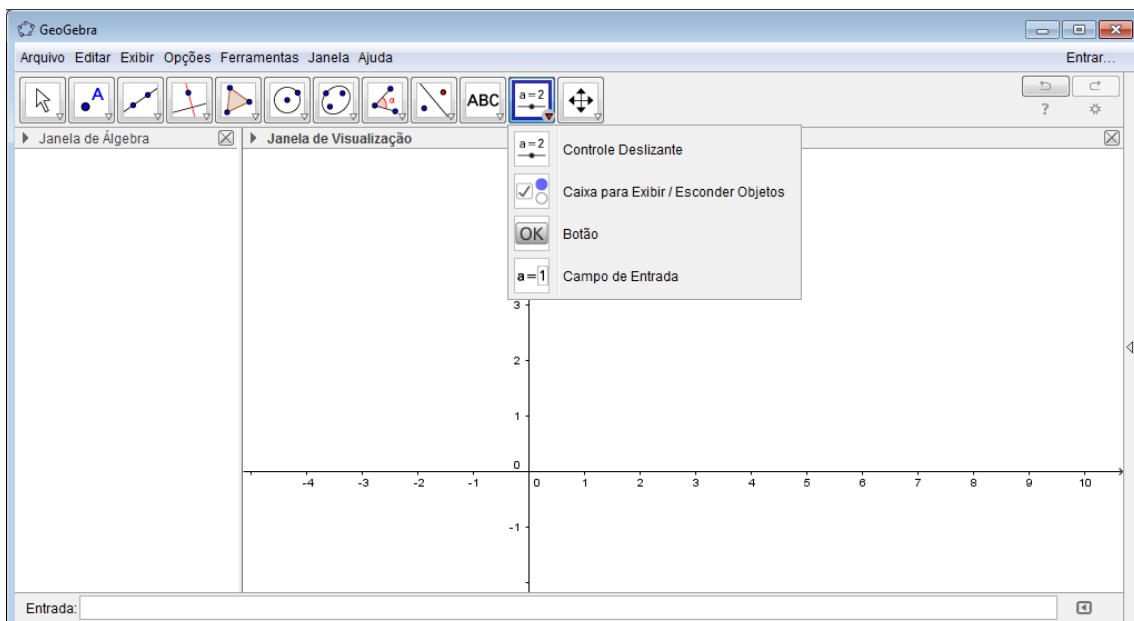 GeoGebra
Arquivo Editar Exibir Opções Ferramentas Janela Ajuda Entrar...
A α ABC a=2 ?
Janela de Álgebra Janela de Visualização
a=2 Controle Deslizante
Caixa para Exibir / Esconder Objetos
OK Botão
a=1 Campo de Entrada
3
2
1
0
-4 -3 -2 -1 0 1 2 3 4 5 6 7 8 9 10
-1
Entrada: